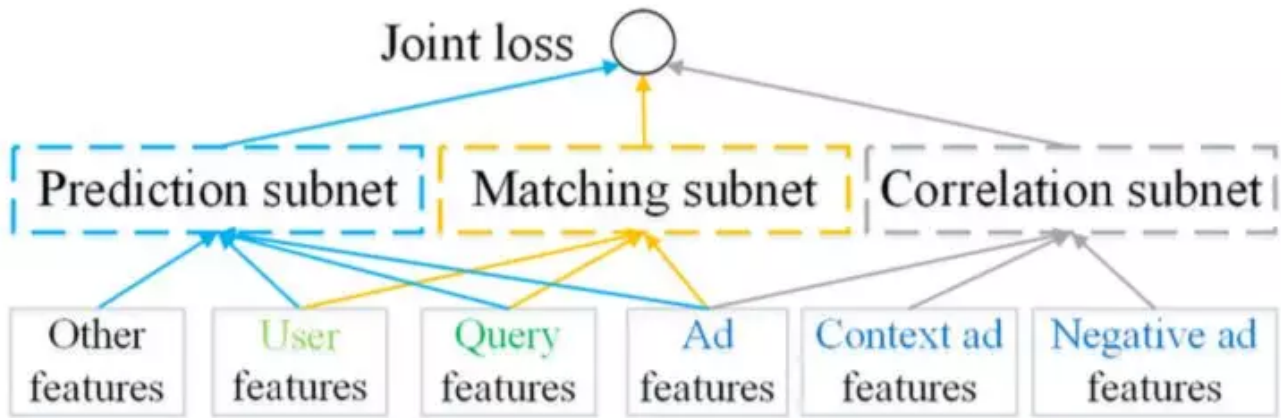 Joint loss
Prediction subnet
Matching subnet
Correlation subnet
Other features
User features
Query features
Ad features
Context ad features
Negative ad features